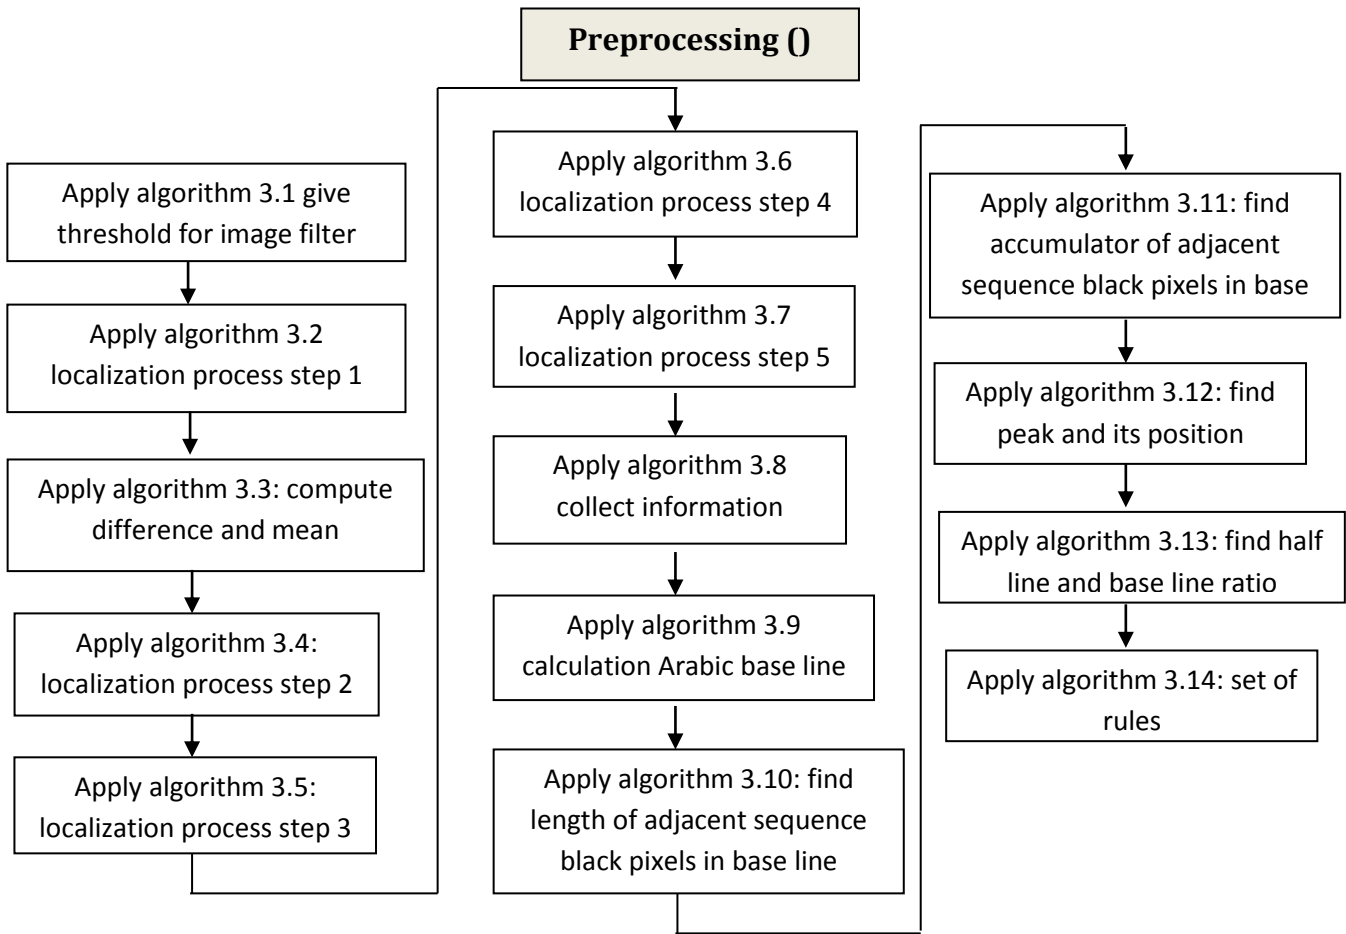 Preprocessing ()
Apply algorithm 3.1 give
threshold for image filter
Apply algorithm 3.2
localization process step 1
Apply algorithm 3.3: compute
difference and mean
Apply algorithm 3.4:
localization process step 2
Apply algorithm 3.5:
localization process step 3
Apply algorithm 3.6
localization process step 4
Apply algorithm 3.7
localization process step 5
Apply algorithm 3.8
collect information
Apply algorithm 3.9
calculation Arabic base line
Apply algorithm 3.10: find
length of adjacent sequence
black pixels in base line
Apply algorithm 3.11: find
accumulator of adjacent
sequence black pixels in base
Apply algorithm 3.12: find
peak and its position
Apply algorithm 3.13: find half
line and base line ratio
Apply algorithm 3.14: set of
rules